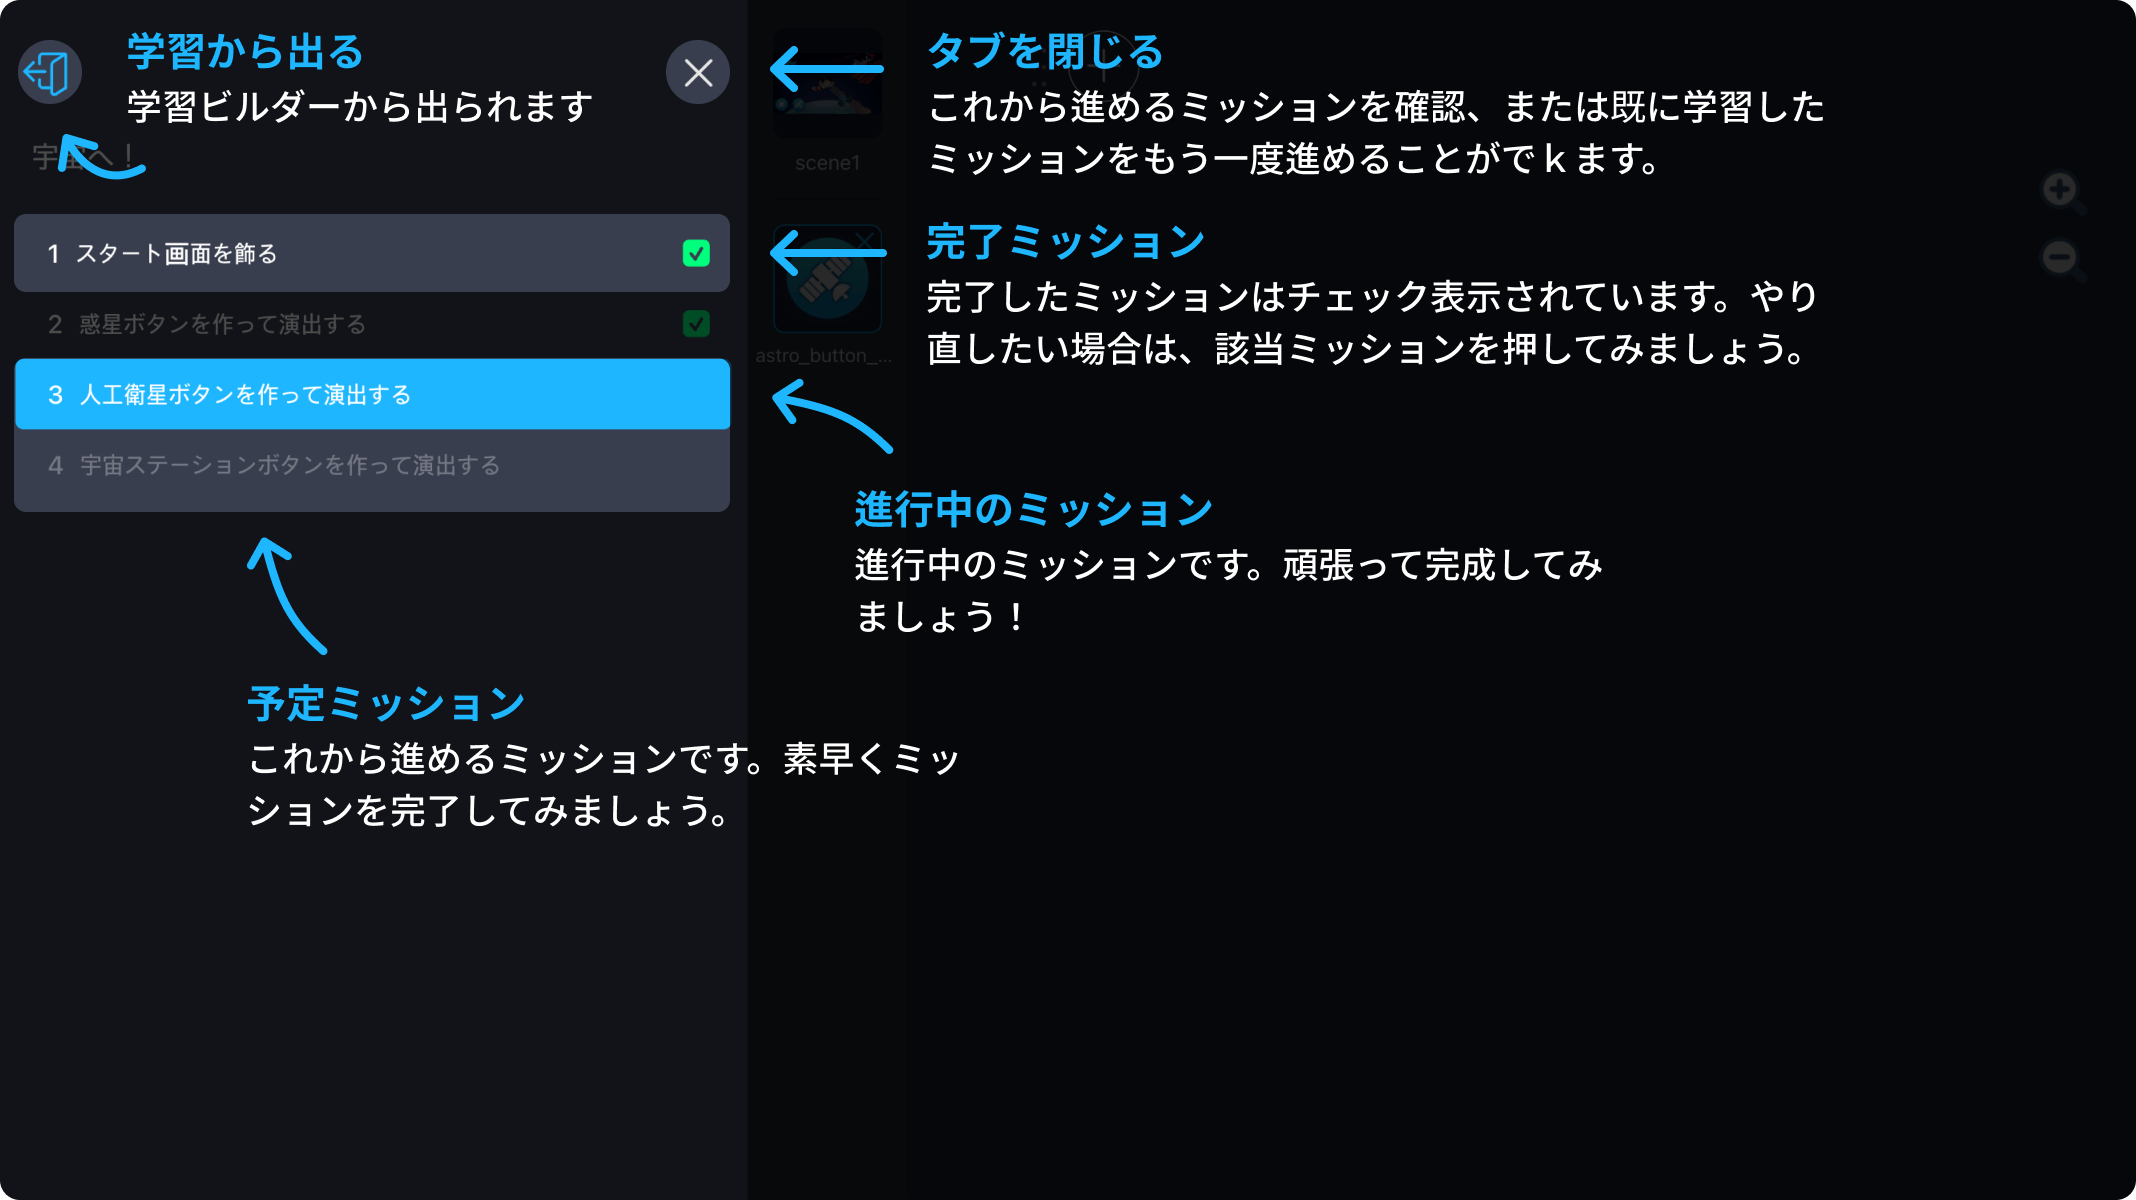 学習から出る
学習ビルダーから出られます
宇宙へ！
1 スタート画面を飾る
2 惑星ボタンを作って演出する
3 人工衛星ボタンを作って演出する
4 宇宙ステーションボタンを作って演出する
予定ミッション
これから進めるミッションです。素早くミッ
ションを完了してみましょう。
scene1
astro_button_...
タブを閉じる
これから進めるミッションを確認、または既に学習した
ミッションをもう一度進めることがでｋます。
完了ミッション
完了したミッションはチェック表示されています。やり
直したい場合は、該当ミッションを押してみましょう。
進行中のミッション
進行中のミッションです。頑張って完成してみ
ましょう！